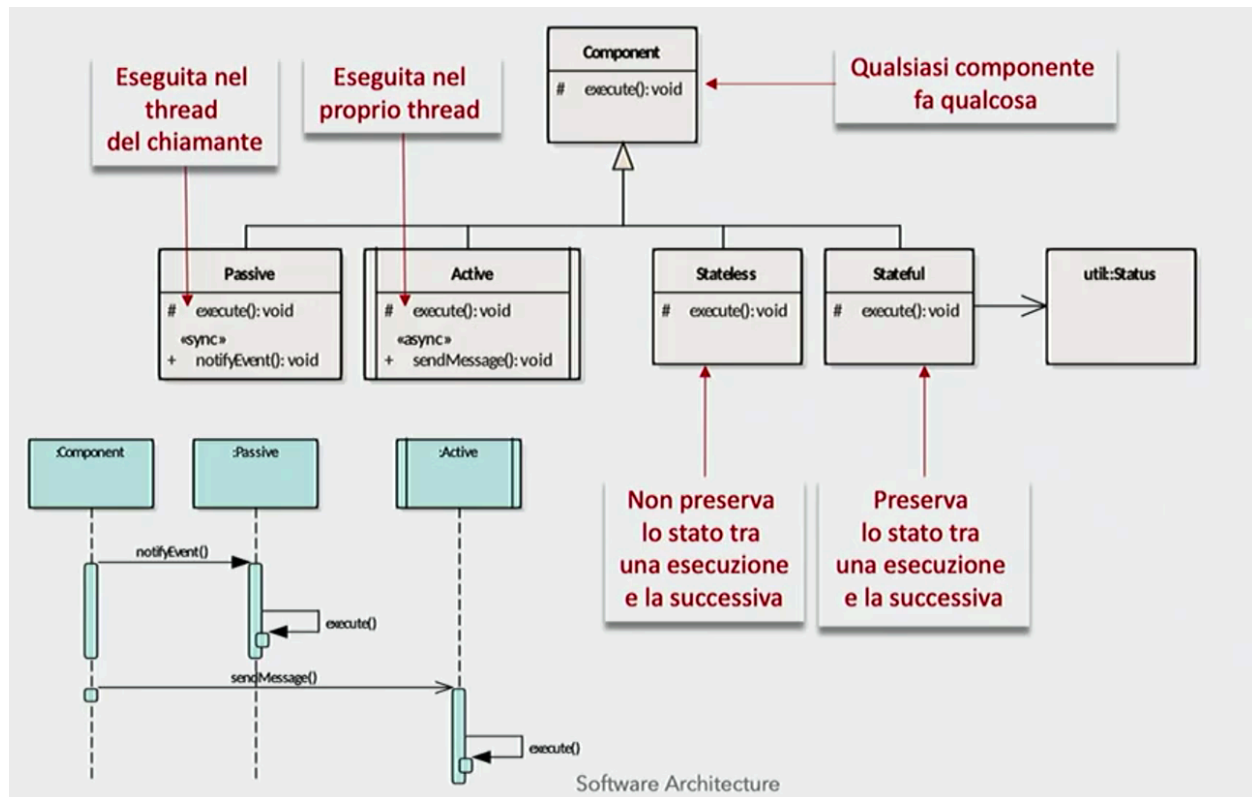 Component
# execute(): void
Eseguita nel
thread
del chiamante
Eseguita nel
proprio thread
Qualsiasi componente
fa qualcosa
Passive
# execute(): void
«sync»
+ notifyEvent(): void
Active
# execute(): void
«async»
+ sendMessage(): void
Stateless
# execute(): void
Stateful
# execute(): void
util::Status
Non preserva
lo stato tra
una esecuzione
e la successiva
Preserva
lo stato tra
una esecuzione
e la successiva
:Component
:Passive
:Active
notifyEvent()
execute()
sendMessage()
execute()
Software Architecture